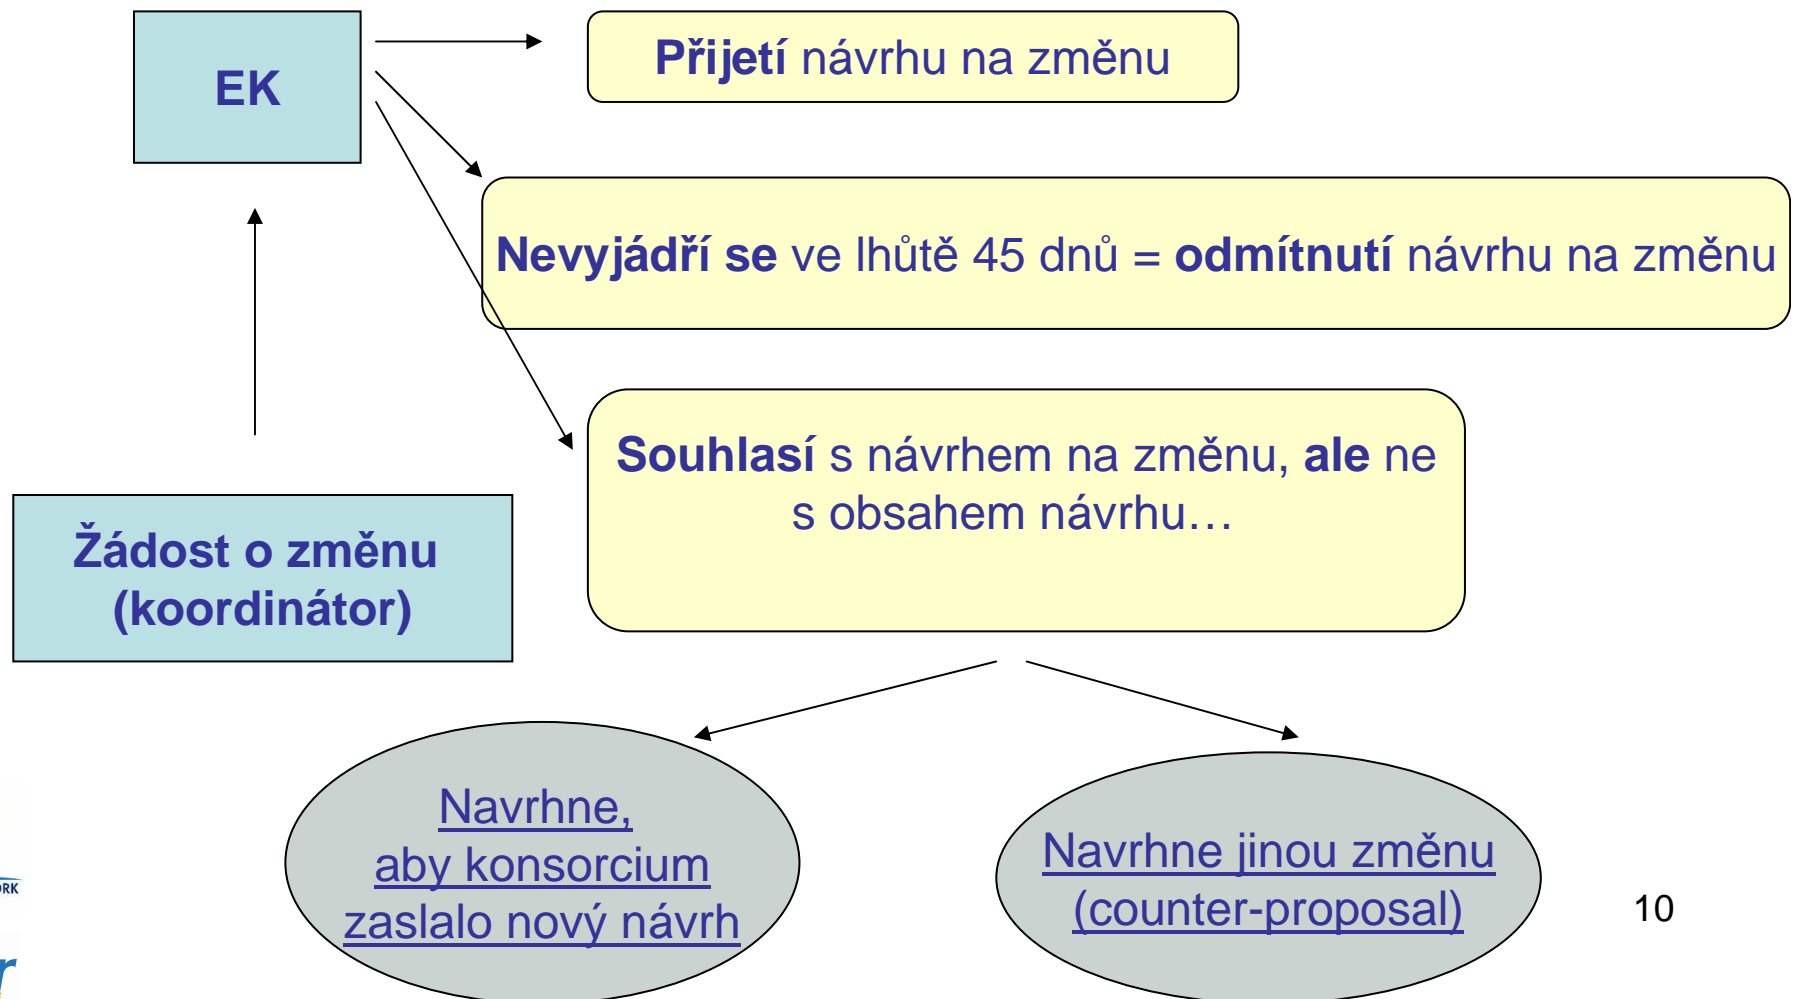 EK
Přijetí návrhu na změnu
Nevyjádří se ve lhůtě 45 dnů = odmítnutí návrhu na změnu
Souhlasí s návrhem na změnu, ale ne
s obsahem návrhu…
Žádost o změnu
(koordinátor)
Navrhne,
aby konsorcium
zaslalo nový návrh
Navrhne jinou změnu
(counter-proposal)
10